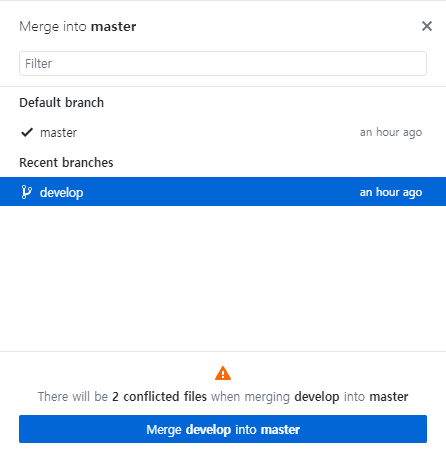 Merge into master
Filter
Default branch
master an hour ago
Recent branches
develop an hour ago
There will be 2 conflicted files when merging develop into master
Merge develop into master